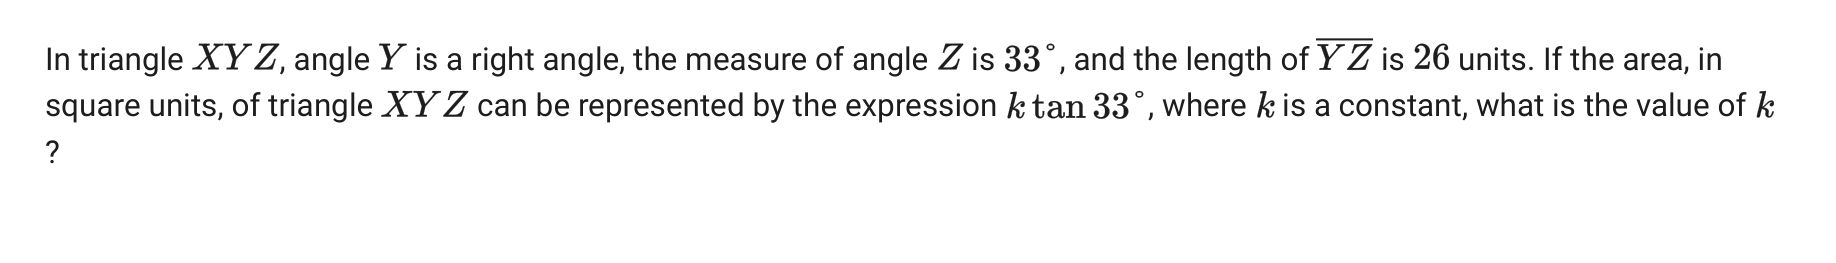 In triangle XYZ, angle Y is a right angle, the measure of angle Z is 33°, and the length of \overline{YZ} is 26 units. If the area, in
square units, of triangle XYZ can be represented by the expression k tan 33°, where k is a constant, what is the value of k
?